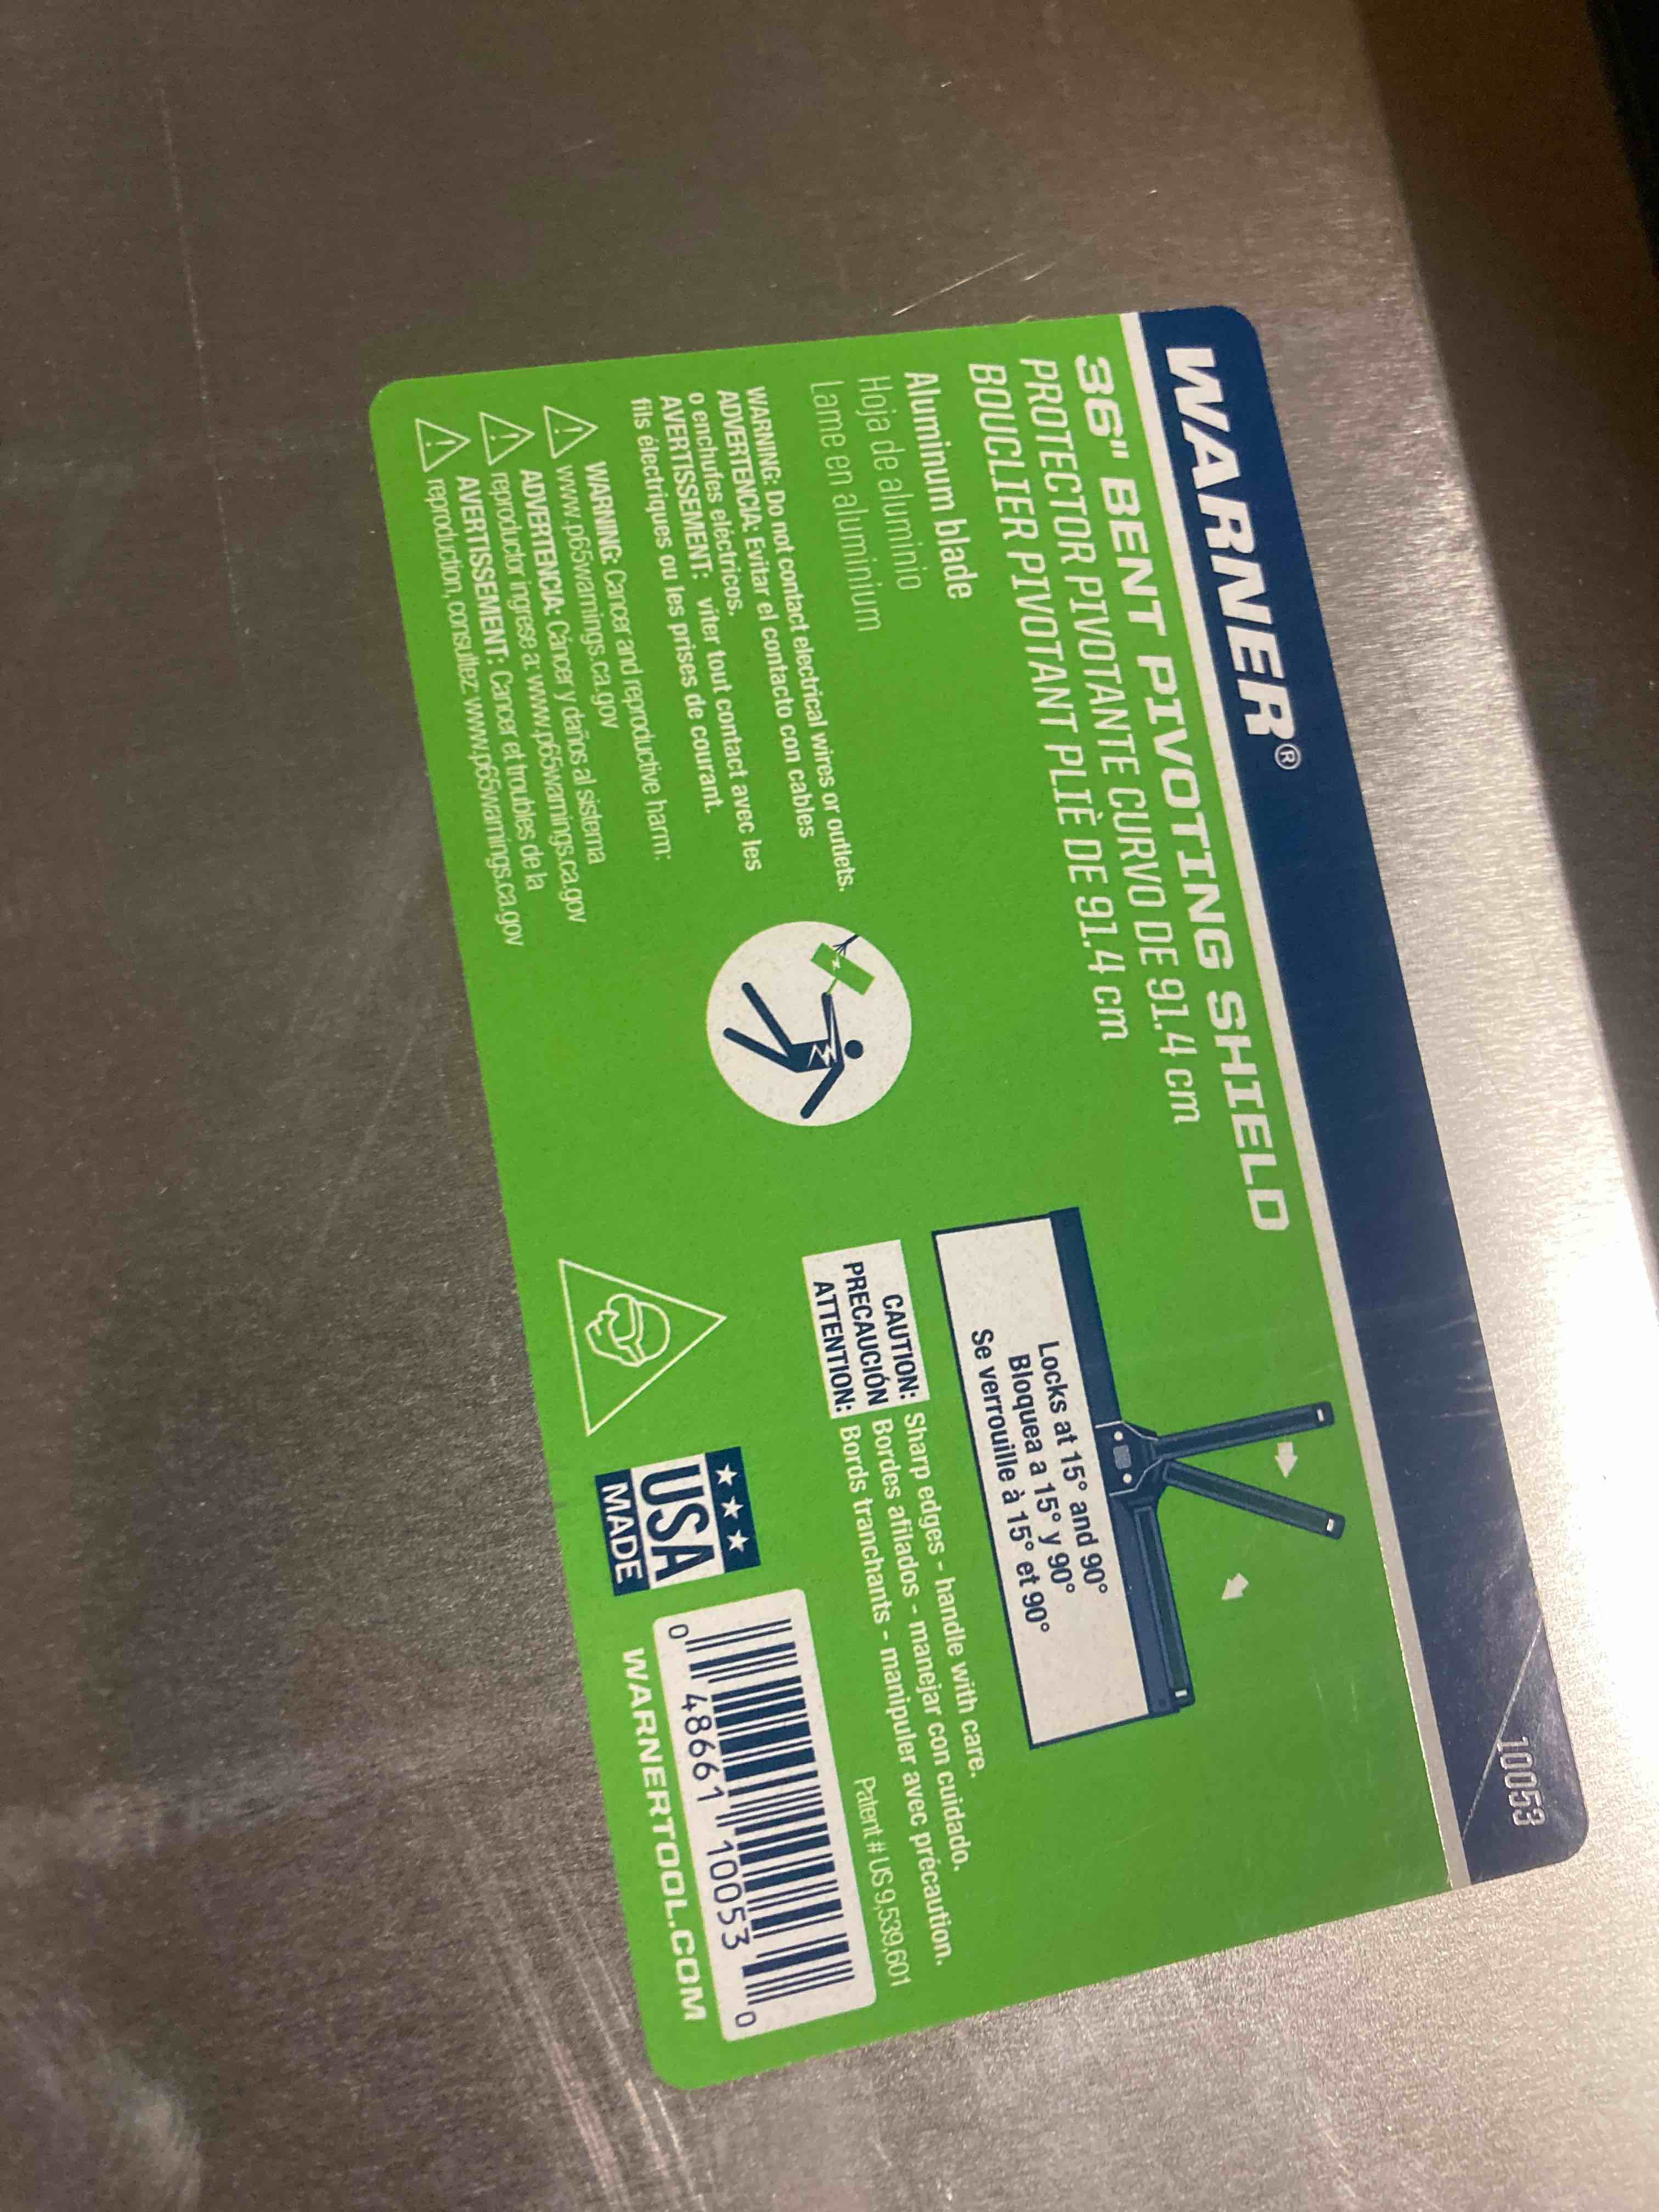 WARNER®
10053
36" BENT PIVOTING SHIELD
PROTECTOR PIVOTANTE CURVO DE 91.4 cm
BOUCLIER PIVOTANT PLIÈ DE 91.4 cm
Aluminum blade
Hoja de aluminio
Lame en aluminium
WARNING: Do not contact electrical wires or outlets.
ADVERTENCIA: Evitar el contacto con cables
o enchufes eléctricos.
AVERTISSEMENT: viter tout contact avec les
fils électriques ou les prises de courant.
WARNING: Cancer and reproductive harm:
www.p65warnings.ca.gov
ADVERTENCIA: Cáncer y daños al sistema
reproductor ingrese a: www.p65warnings.ca.gov
AVERTISSEMENT: Cancer et troubles de la
reproduction, consultez: www.p65warnings.ca.gov
Locks at 15° and 90°
Bloquea a 15° y 90°
Se verrouille à 15° et 90°
CAUTION: Sharp edges - handle with care.
PRECAUCIÓN Bordes afilados - manejar con cuidado.
ATTENTION: Bords tranchants - manipuler avec précaution.
Patent # US 9,539,601
USA
MADE
0 48661 10053 0
WARNERTOOL.COM